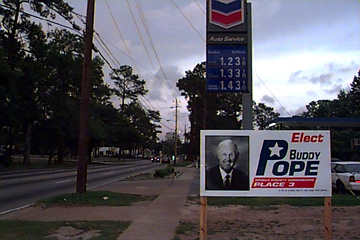 Auto Service
1.23
1.33
1.43
Elect
BUDDY
POPE
PLACE 3